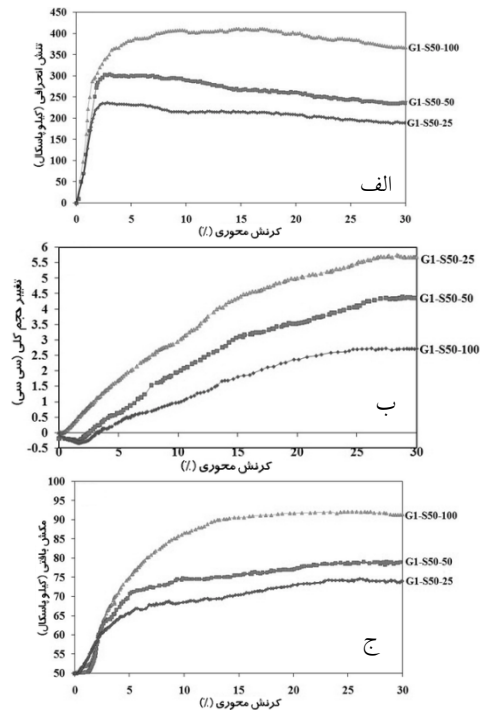 450
400
350
300
250
200
150
100
50
0
تنش انحرافی (کیلو پاسکال)
G1-S50-100
G1-S50-50
G1-S50-25
الف
0 5 10 15 20 25 30
کرنش محوری (٪)
6
5.5
5
4.5
4
3.5
3
2.5
2
1.5
1
0.5
0
-0.5
تغییر حجم کلی (سی سی)
G1-S50-25
G1-S50-50
G1-S50-100
ب
0 5 10 15 20 25 30
کرنش محوری (٪)
100
95
90
85
80
75
70
65
60
55
50
مکش بافتی (کیلو پاسکال)
G1-S50-100
G1-S50-50
G1-S50-25
ج
0 5 10 15 20 25 30
کرنش محوری (٪)